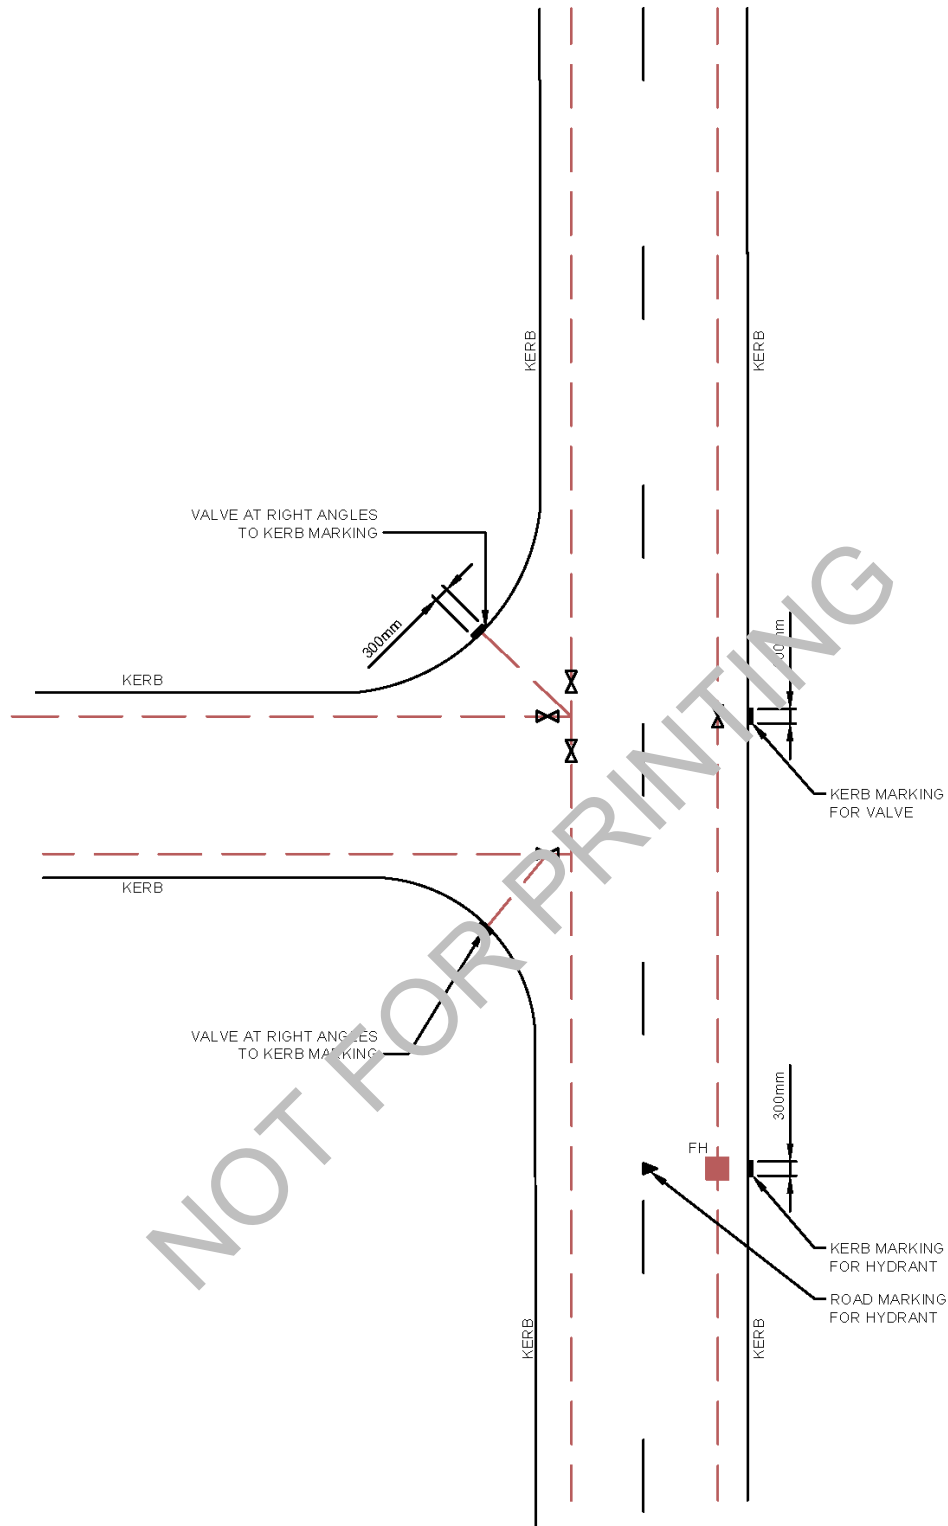 KERB
KERB
VALVE AT RIGHT ANGLES
TO KERB MARKING
300mm
KERB
KERB MARKING
FOR VALVE
KERB
VALVE AT RIGHT ANGLES
TO KERB MARKING
300mm
FH
KERB MARKING
FOR HYDRANT
ROAD MARKING
FOR HYDRANT
KERB
KERB
NOT FOR PRINTING